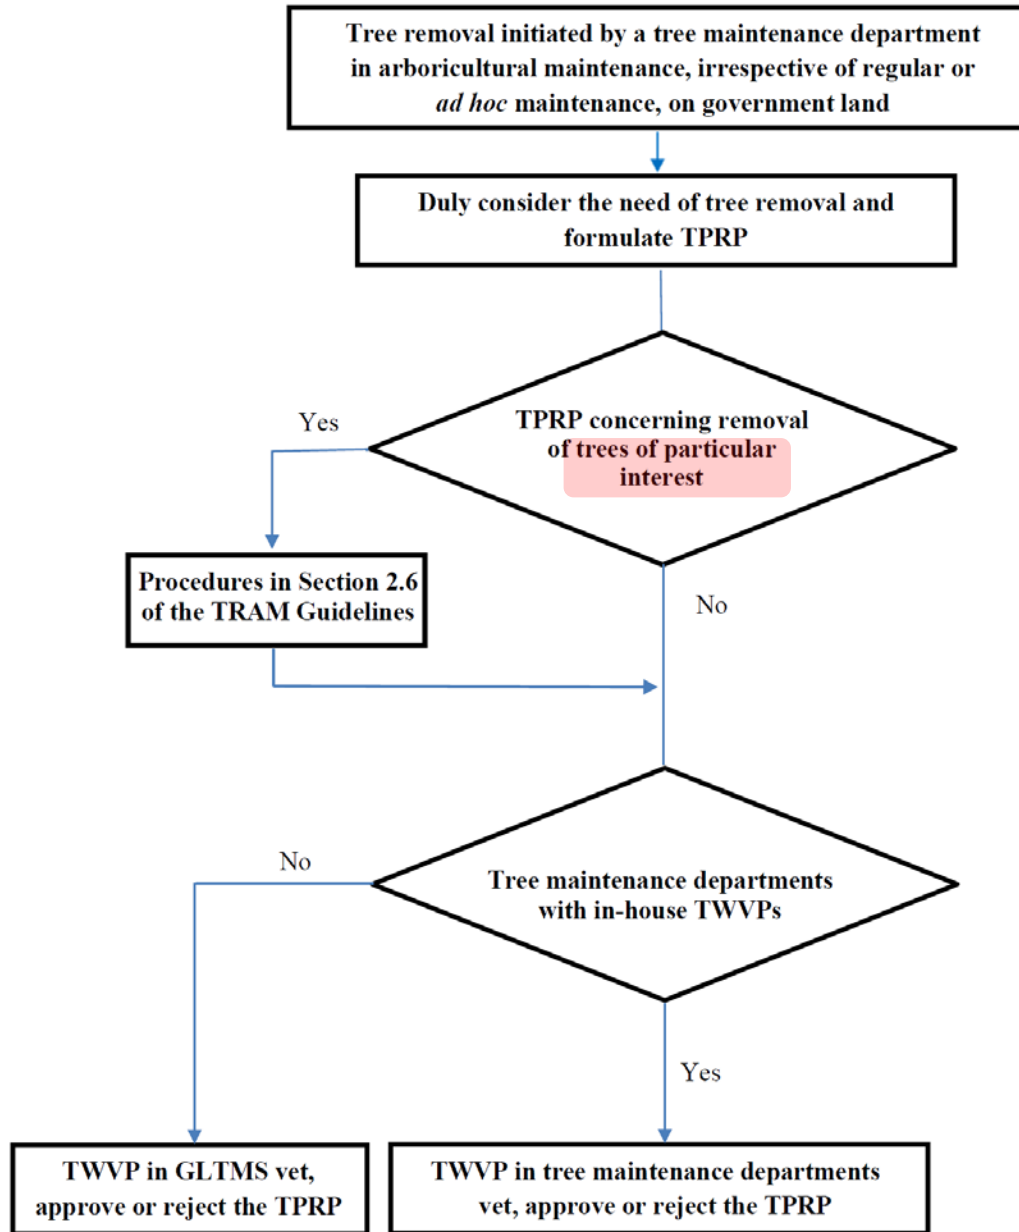 Tree removal initiated by a tree maintenance department
in arboricultural maintenance, irrespective of regular or
ad hoc maintenance, on government land
Duly consider the need of tree removal and
formulate TPRP
TPRP concerning removal
of trees of particular
interest
Yes
Procedures in Section 2.6
of the TRAM Guidelines
No
Tree maintenance departments
with in-house TWVPs
No
Yes
TWVP in GLTMS vet,
approve or reject the TPRP
TWVP in tree maintenance departments
vet, approve or reject the TPRP